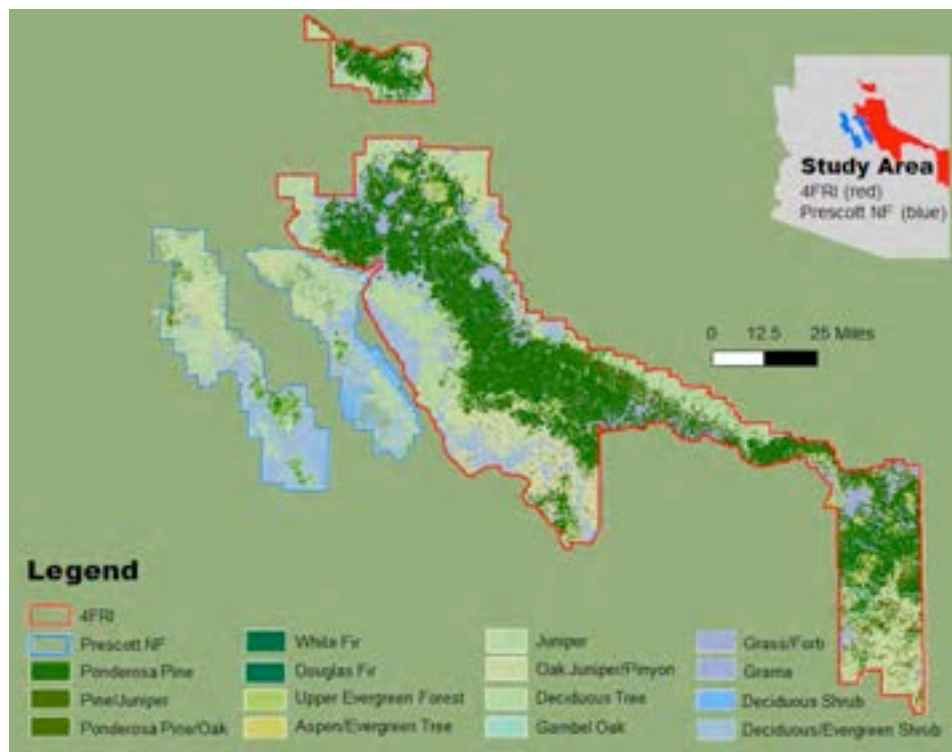 Study Area
4FRI (red)
Prescott NF (blue)
0 12.5 25 Miles
Legend
4FRI
Prescott NF
Ponderosa Pine
Pine/Juniper
Ponderosa Pine/Oak
White Fir
Douglas Fir
Upper Evergreen Forest
Aspen/Evergreen Tree
Juniper
Oak Juniper/Pinyon
Deciduous Tree
Gambel Oak
Grass/Forb
Grama
Deciduous Shrub
Deciduous/Evergreen Shrub